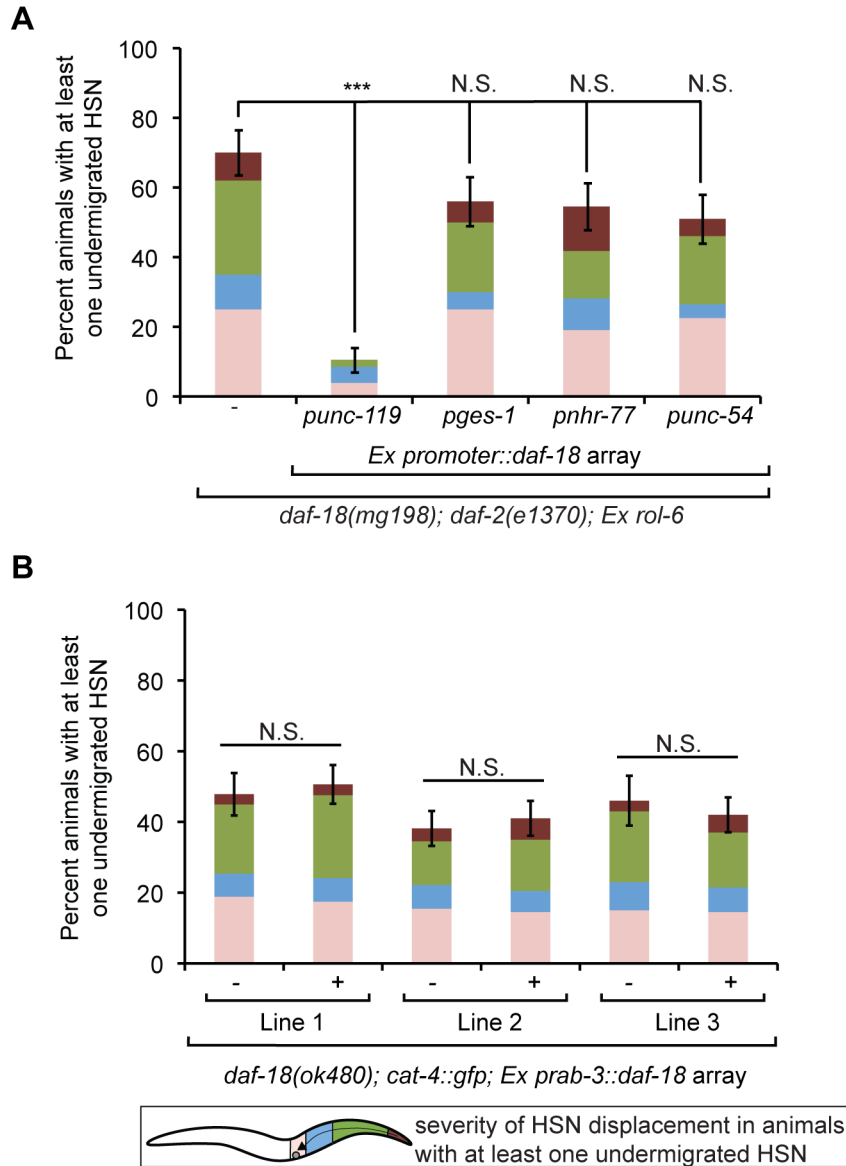 A
Percent animals with at least
one undermigrated HSN
100
80
60
40
20
0
*** N.S. N.S. N.S.
- punc-119 pges-1 pnhr-77 punc-54
Ex promoter::daf-18 array
daf-18(mg198); daf-2(e1370); Ex rol-6
B
Percent animals with at least
one undermigrated HSN
100
80
60
40
20
0
N.S. N.S. N.S.
- + - + - +
Line 1 Line 2 Line 3
daf-18(ok480); cat-4::gfp; Ex prab-3::daf-18 array
severity of HSN displacement in animals
with at least one undermigrated HSN